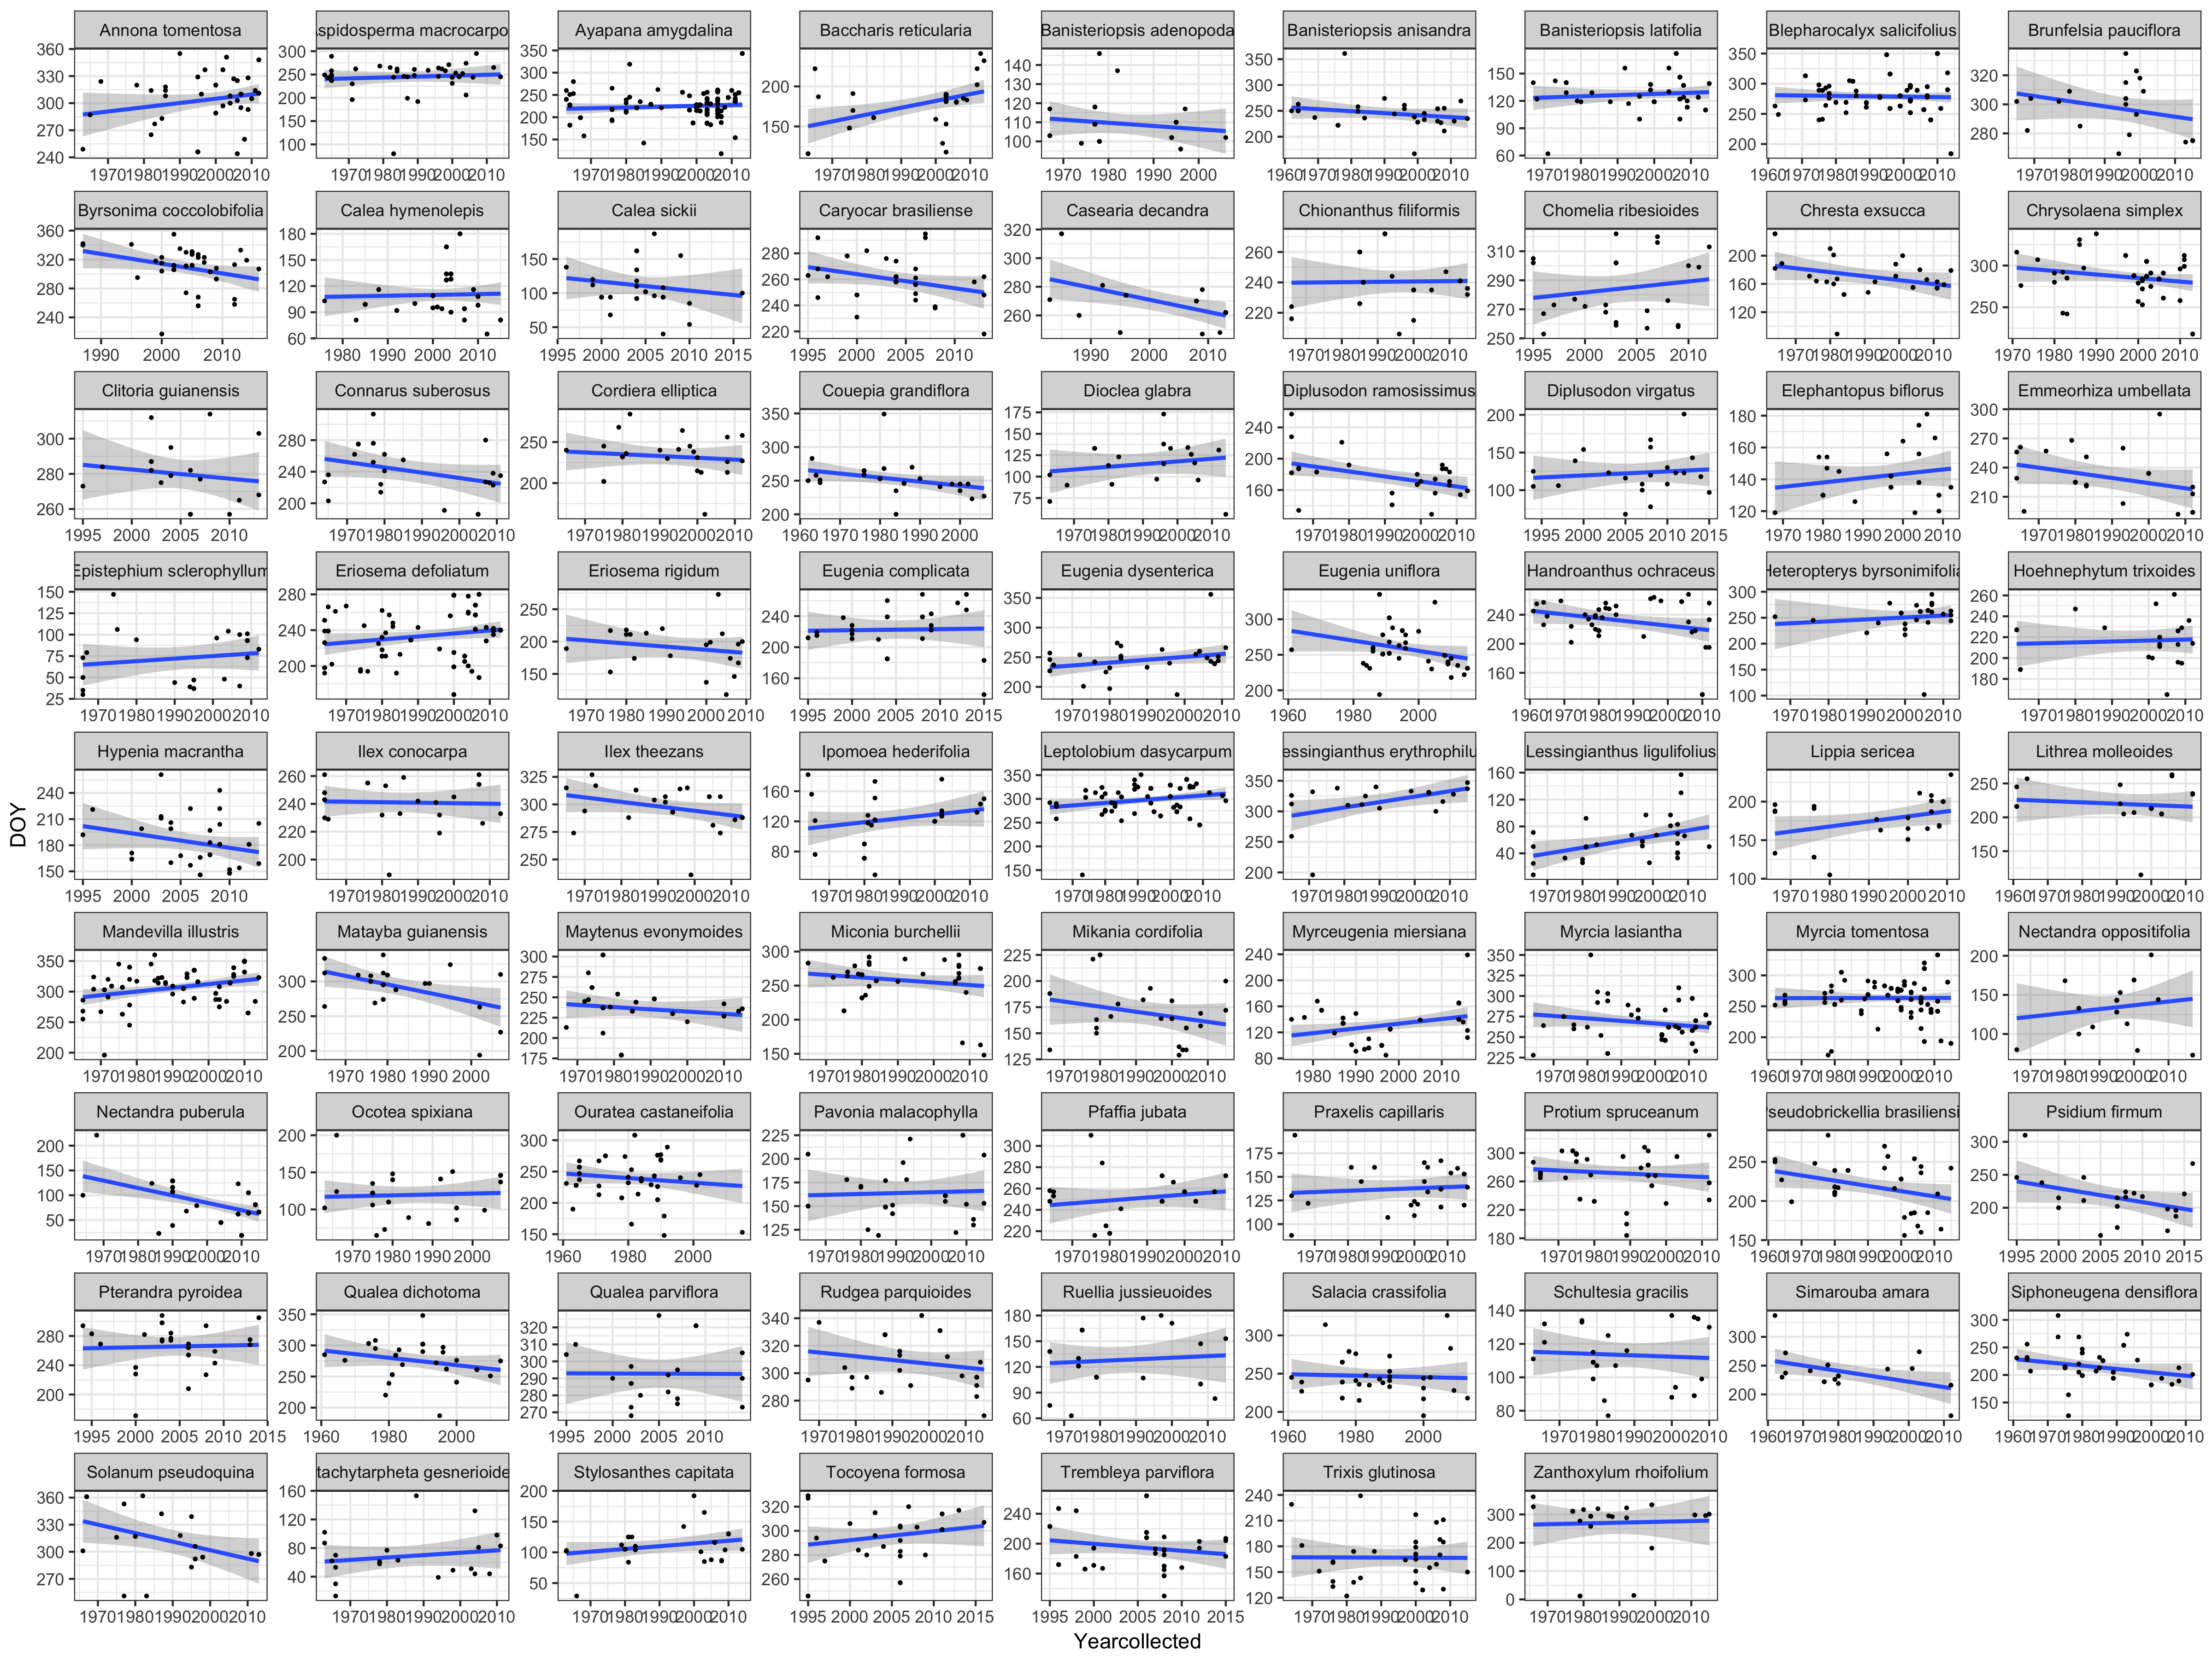 Annona tomentosa
360 330 300 270 240
1970 1980 1990 2000 2010
spidosperma macrocarpo
300 250 200 150 100
1970 1980 1990 2000 2010
Ayapana amygdalina
350 300 250 200 150
1970 1980 1990 2000 2010
Baccharis reticularia
200 150
1970 1980 1990 2000 2010
Banisteriopsis adenopoda
140 130 120 110 100
1970 1980 1990 2000
Banisteriopsis anisandra
350 300 250 200
1960 1970 1980 1990 2000 2010
Banisteriopsis latifolia
150 120 90 60
1970 1980 1990 2000 2010
Blepharocalyx salicifolius
350 300 250 200
1960 1970 1980 1990 2000 2010
Brunfelsia pauciflora
320 300 280
1970 1980 1990 2000 2010
Byrsonima coccolobifolia
360 320 280 240
1990 2000 2010
Calea hymenolepis
180 150 120 90 60
1980 1990 2000 2010
Calea sickii
150 100 50
1995 2000 2005 2010 2015
Caryocar brasiliense
280 260 240 220
1995 2000 2005 2010
Casearia decandra
320 300 280 260
1990 2000 2010
Chionanthus filiformis
260 240 220
1970 1980 1990 2000 2010
Chomelia ribesioides
310 290 270 250
1995 2000 2005 2010
Chresta exsucca
200 160 120
1970 1980 1990 2000 2010
Chrysolaena simplex
300 250
1970 1980 1990 2000 2010
Clitoria guianensis
300 280 260
1995 2000 2005 2010
Connarus suberosus
280 240 200
1970 1980 1990 2000 2010
Cordiera elliptica
250 200
1970 1980 1990 2000 2010
Couepia grandiflora
350 300 250 200
1960 1970 1980 1990 2000
Dioclea glabra
175 150 125 100 75
1970 1980 1990 2000 2010
Diplusodon ramosissimus
240 200 160
1970 1980 1990 2000 2010
Diplusodon virgatus
200 150 100
1995 2000 2005 2010 2015
Elephantopus biflorus
180 160 140 120
1970 1980 1990 2000 2010
Emmeorhiza umbellata
300 270 240 210
1970 1980 1990 2000 2010
Epistephium sclerophyllum
150 125 100 75 50 25
1970 1980 1990 2000 2010
Eriosema defoliatum
280 240 200
1970 1980 1990 2000 2010
Eriosema rigidum
250 200 150
1970 1980 1990 2000 2010
Eugenia complicata
240 200 160
1995 2000 2005 2010 2015
Eugenia dysenterica
350 300 250 200
1970 1980 1990 2000 2010
Eugenia uniflora
300 250 200
1960 1980 2000
Handroanthus ochraceus
240 200 160
1960 1970 1980 1990 2000 2010
Heteropterys byrsonimifolia
300 250 200 150 100
1970 1980 1990 2000 2010
Hoehnephytum trixoides
260 240 220 200 180
1970 1980 1990 2000 2010
Hypenia macrantha
240 210 180 150
1995 2000 2005 2010
Ilex conocarpa
260 240 220 200
1970 1980 1990 2000 2010
Ilex theezans
325 300 275 250
1970 1980 1990 2000 2010
Ipomoea hederifolia
160 120 80
1970 1980 1990 2000 2010
Leptolobium dasycarpum
350 300 250 200 150
1970 1980 1990 2000 2010
essingianthus erythrophilu
350 300 250 200
1970 1980 1990 2000 2010
Lessingianthus ligulifolius
160 120 80 40
1970 1980 1990 2000 2010
Lippia sericea
200 150 100
1970 1980 1990 2000 2010
Lithrea molleoides
250 200 150
1960 1970 1980 1990 2000 2010
DOY
Mandevilla illustris
350 300 250 200
1970 1980 1990 2000 2010
Matayba guianensis
300 250 200
1970 1980 1990 2000
Maytenus evonymoides
300 275 250 225 200 175
1970 1980 1990 2000 2010
Miconia burchellii
300 250 200 150
1970 1980 1990 2000 2010
Mikania cordifolia
225 200 175 150 125
1970 1980 1990 2000 2010
Myrceugenia miersiana
240 200 160 120 80
1980 1990 2000 2010
Myrcia lasiantha
350 325 300 275 250 225
1970 1980 1990 2000 2010
Myrcia tomentosa
300 250 200
1960 1970 1980 1990 2000 2010
Nectandra oppositifolia
200 150 100
1970 1980 1990 2000 2010
Nectandra puberula
200 150 100 50
1970 1980 1990 2000 2010
Ocotea spixiana
200 150 100
1970 1980 1990 2000
Ouratea castaneifolia
300 270 240 210 180 150
1960 1980 2000
Pavonia malacophylla
225 200 175 150 125
1970 1980 1990 2000 2010
Pfaffia jubata
300 280 260 240 220
1970 1980 1990 2000 2010
Praxelis capillaris
175 150 125 100
1970 1980 1990 2000 2010
Protium spruceanum
300 260 220 180
1970 1980 1990 2000 2010
seudobrickellia brasiliensi
250 200 150
1960 1970 1980 1990 2000 2010
Psidium firmum
300 250 200 150
1995 2000 2005 2010 2015
Pterandra pyroidea
280 240 200
1995 2000 2005 2010 2015
Qualea dichotoma
350 300 250 200
1960 1980 2000
Qualea parviflora
320 310 300 290 280 270
1995 2000 2005 2010
Rudgea parquioides
340 320 300 280
1970 1980 1990 2000 2010
Ruellia jussieuoides
180 150 120 90 60
1970 1980 1990 2000 2010
Salacia crassifolia
300 250 200
1960 1980 2000
Schultesia gracilis
140 120 100 80
1970 1980 1990 2000 2010
Simarouba amara
300 250 200
1960 1970 1980 1990 2000 2010
Siphoneugena densiflora
300 250 200 150
1960 1970 1980 1990 2000 2010
Solanum pseudoquina
360 330 300 270
1970 1980 1990 2000 2010
tachytarpheta gesnerioide
160 120 80 40
1970 1980 1990 2000 2010
Stylosanthes capitata
200 150 100 50
1970 1980 1990 2000 2010
Tocoyena formosa
320 300 280 260
1995 2000 2005 2010 2015
Trembleya parviflora
240 200 160
1995 2000 2005 2010 2015
Trixis glutinosa
240 210 180 150 120
1970 1980 1990 2000 2010
Zanthoxylum rhoifolium
300 200 100 0
1970 1980 1990 2000 2010
Yearcollected